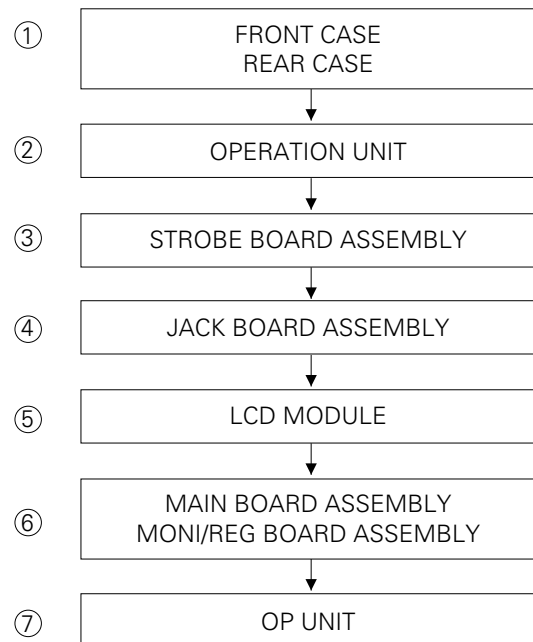 ① FRONT CASE
REAR CASE
② OPERATION UNIT
③ STROBE BOARD ASSEMBLY
④ JACK BOARD ASSEMBLY
⑤ LCD MODULE
⑥ MAIN BOARD ASSEMBLY
MONI/REG BOARD ASSEMBLY
⑦ OP UNIT